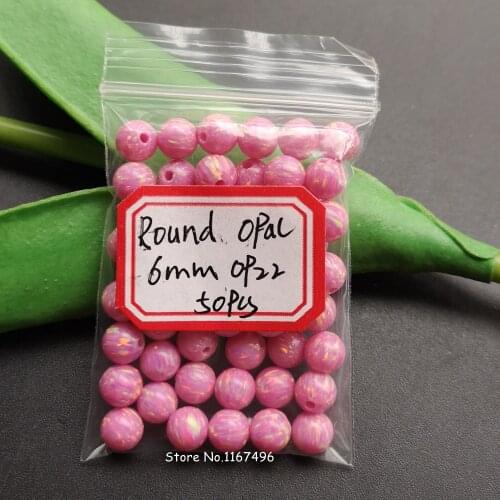 Round OPal
6mm OP22
50Pcs
Store No.1167496